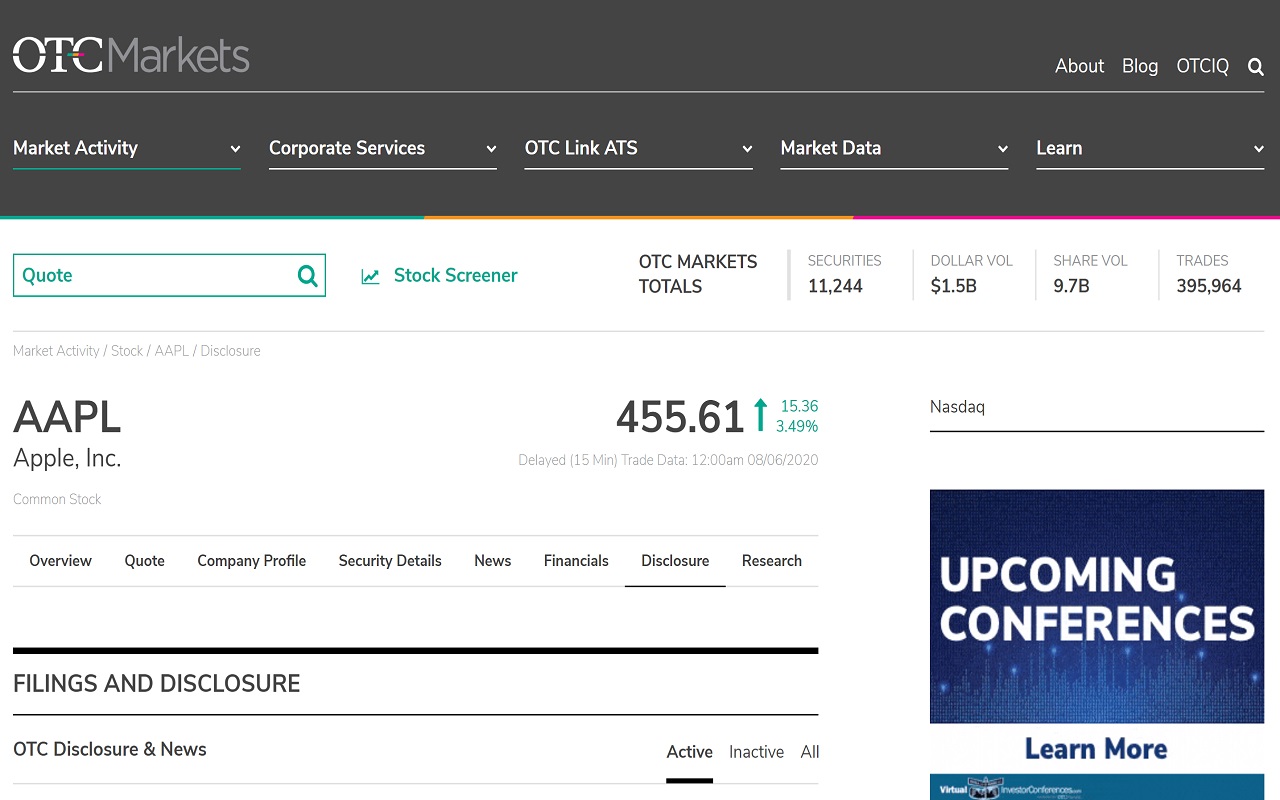 OTC Markets
About Blog OTCIQ
Market Activity Corporate Services OTC Link ATS Market Data Learn
Quote
Stock Screener
OTC MARKETS TOTALS
SECURITIES
11,244
DOLLAR VOL
$1.5B
SHARE VOL
9.7B
TRADES
395,964
Market Activity / Stock / AAPL / Disclosure
AAPL
Apple, Inc.
Common Stock
455.61
15.36
3.49%
Delayed (15 Min) Trade Data: 12:00am 08/06/2020
Overview Quote Company Profile Security Details News Financials Disclosure Research
FILINGS AND DISCLOSURE
OTC Disclosure & News
Active Inactive All
Nasdaq
UPCOMING
CONFERENCES
Learn More
Virtual InvestorConferences.com